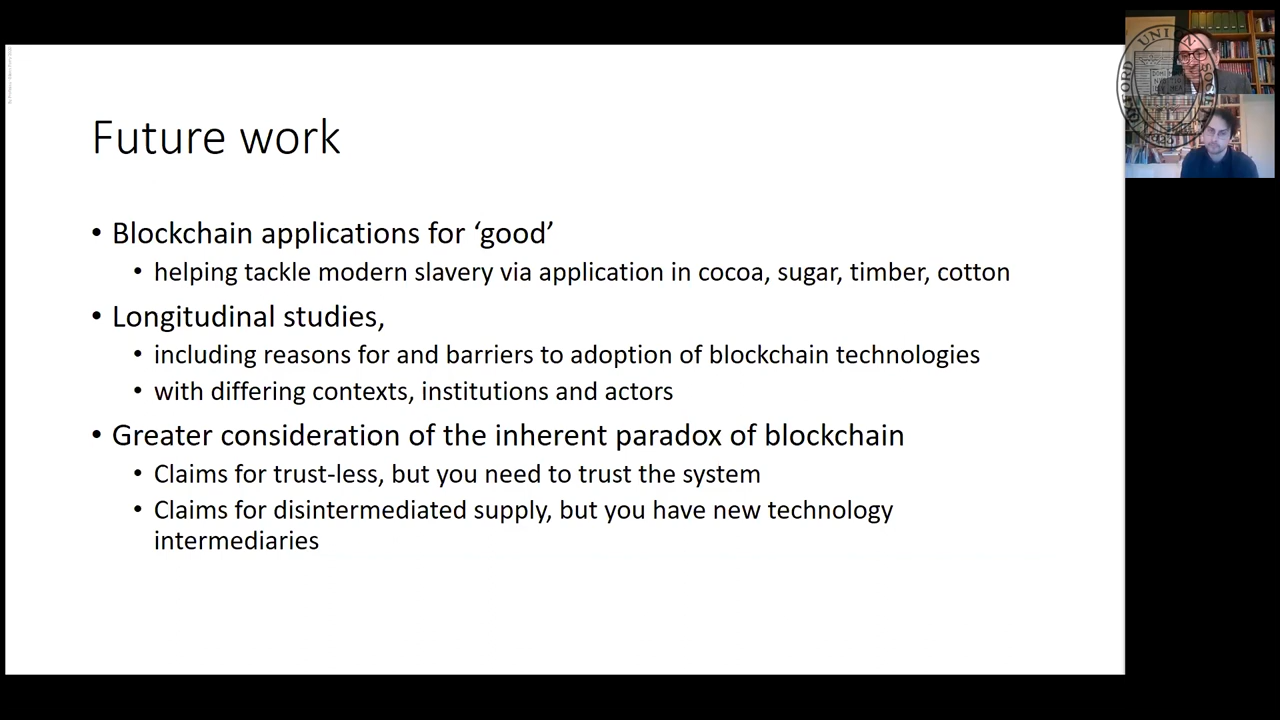 Future work
• Blockchain applications for ‘good’
• helping tackle modern slavery via application in cocoa, sugar, timber, cotton
• Longitudinal studies,
• including reasons for and barriers to adoption of blockchain technologies
• with differing contexts, institutions and actors
• Greater consideration of the inherent paradox of blockchain
• Claims for trust-less, but you need to trust the system
• Claims for disintermediated supply, but you have new technology
intermediaries
OXFORD UNION SOCIETY